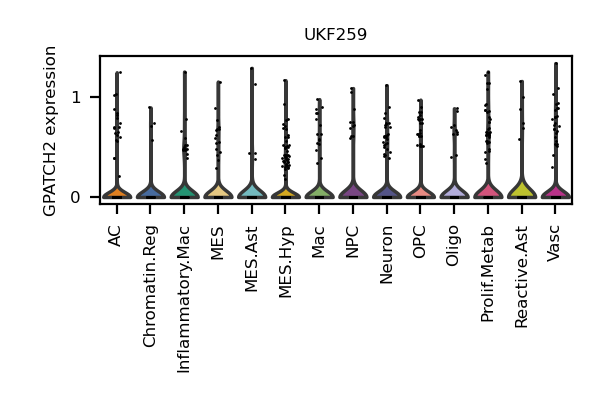 UKF259
GPATCH2 expression
1
0
AC
Chromatin.Reg
Inflammatory.Mac
MES
MES.Ast
MES.Hyp
Mac
NPC
Neuron
OPC
Oligo
Prolif.Metab
Reactive.Ast
Vasc